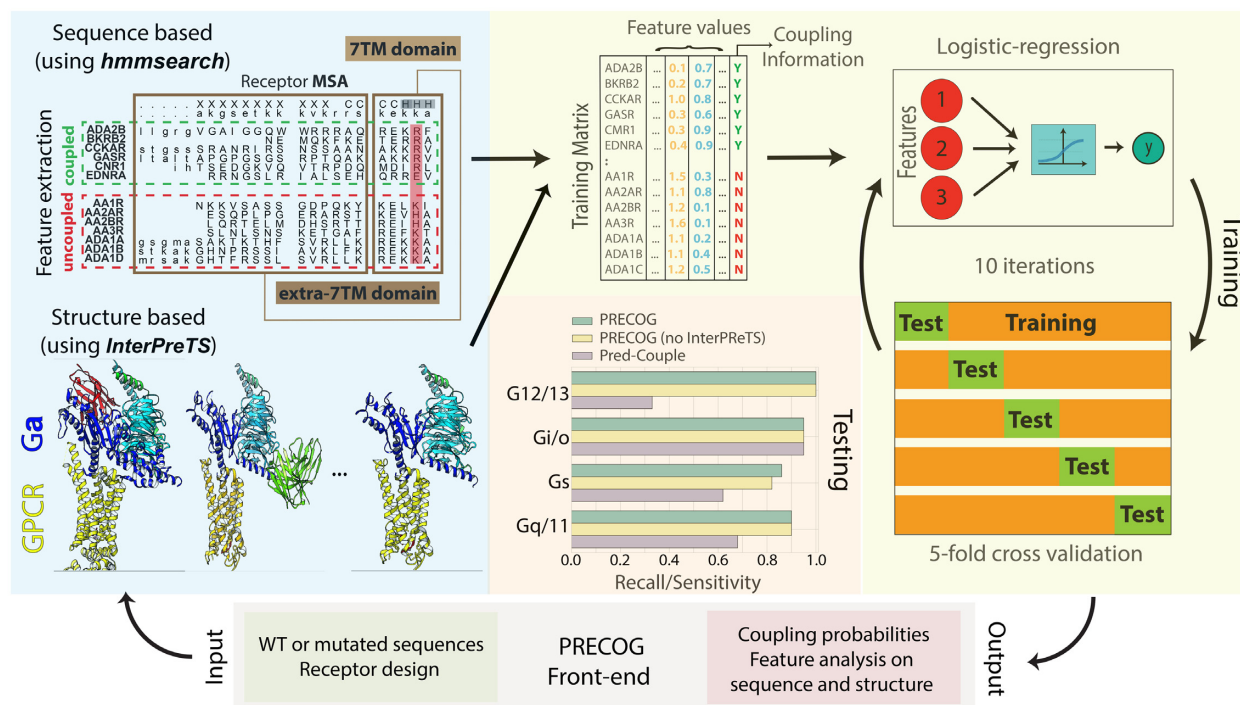 Sequence based
(using hmmsearch)
7TM domain
Receptor MSA
Feature extraction
coupled
uncoupled
. . . . . X X X X X X X X X X X C C
C C H H H
a k g s e t k k k v k r r s
c k e k k a
ADA2B
BKRB2
CCKAR
GASR
CNR1
EDNRA
AA1R
AA2AR
AA2BR
AA3R
ADA1A
ADA1B
ADA1D
extra-7TM domain
Structure based
(using InterPreTS)
Gα
GPCR
...
Feature values
Coupling
Information
Training Matrix
ADA2B ... 0.1 0.7 ... Y
BKRB2 ... 0.2 0.7 ... Y
CCKAR ... 1.0 0.8 ... Y
GASR ... 0.3 0.6 ... Y
CMR1 ... 0.3 0.9 ... Y
EDNRA ... 0.4 0.9 ... Y
:
AA1R ... 1.5 0.3 ... N
AA2AR ... 1.1 0.8 ... N
AA2BR ... 1.2 0.1 ... N
AA3R ... 1.6 0.1 ... N
ADA1A ... 1.1 0.2 ... N
ADA1B ... 1.1 0.4 ... N
ADA1C ... 1.2 0.5 ... N
Logistic-regression
Features
1
2
3
y
Training
10 iterations
Test Training
Test
Test
Test
Test
5-fold cross validation
PRECOG
PRECOG (no InterPReTS)
Pred-Couple
G12/13
Gi/o
Gs
Gq/11
Testing
0.0 0.2 0.4 0.6 0.8 1.0
Recall/Sensitivity
Input
WT or mutated sequences
Receptor design
PRECOG
Front-end
Coupling probabilities
Feature analysis on
sequence and structure
Output